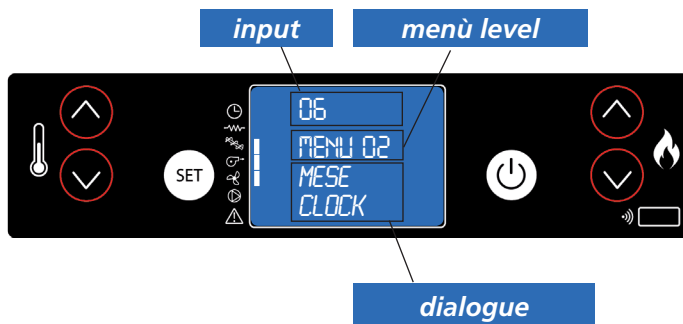 input
menù level
06
MENU 02
SET
MESE
CLOCK
dialogue